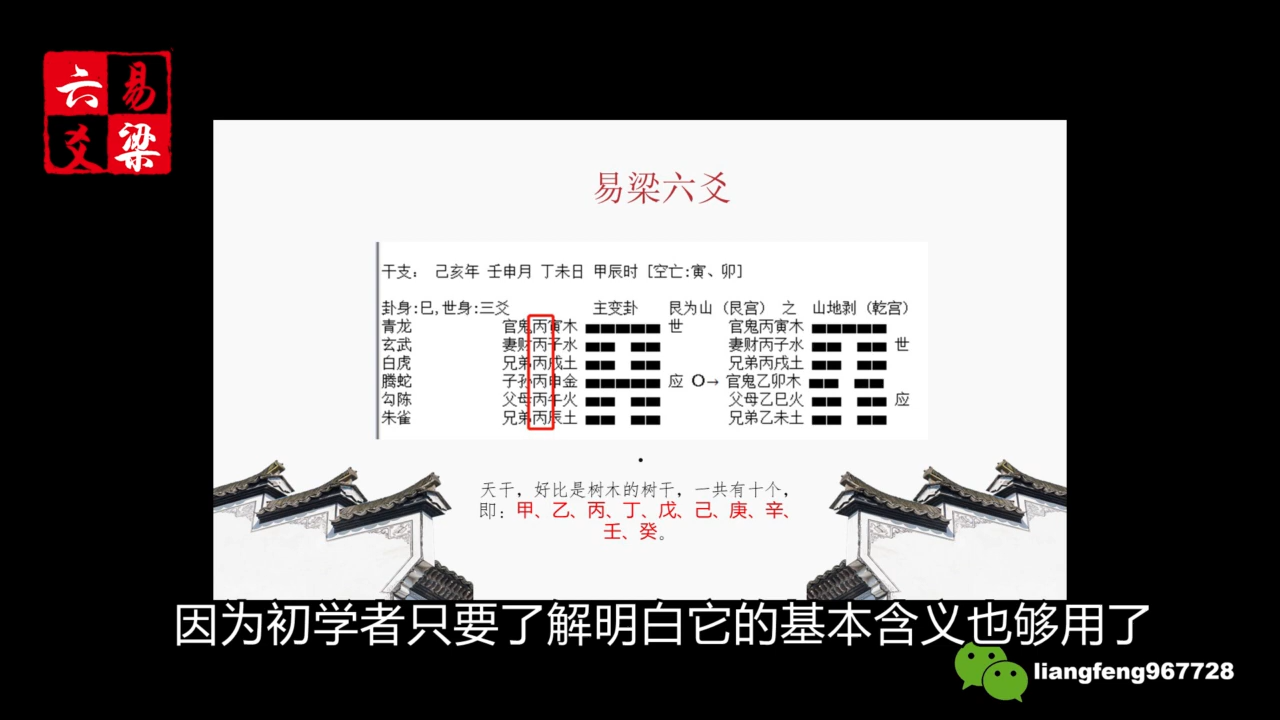 六易
爻梁
易梁六爻
干支: 己亥年 壬申月 丁未日 甲辰时 [空亡:寅、卯]
卦身:巳,世身:三爻 主变卦 艮为山 (艮宫) 之 山地剥 (乾宫)
青龙 官鬼丙寅木 世 官鬼丙寅木
玄武 妻财丙子水 妻财丙子水 世
白虎 兄弟丙戌土 兄弟丙戌土
腾蛇 子孙丙申金 应 O→ 官鬼乙卯木
勾陈 父母丙午火 父母乙巳火 应
朱雀 兄弟丙辰土 兄弟乙未土
天干，好比是树木的树干，一共有十个，
即：甲、乙、丙、丁、戊、己、庚、辛、
壬、癸。
因为初学者只要了解明白它的基本含义也够用了
liangfeng967728